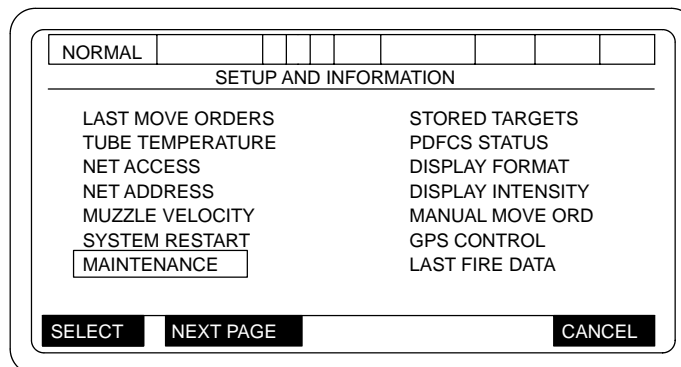 NORMAL
SETUP AND INFORMATION
LAST MOVE ORDERS
TUBE TEMPERATURE
NET ACCESS
NET ADDRESS
MUZZLE VELOCITY
SYSTEM RESTART
MAINTENANCE
STORED TARGETS
PDFCS STATUS
DISPLAY FORMAT
DISPLAY INTENSITY
MANUAL MOVE ORD
GPS CONTROL
LAST FIRE DATA
SELECT NEXT PAGE CANCEL